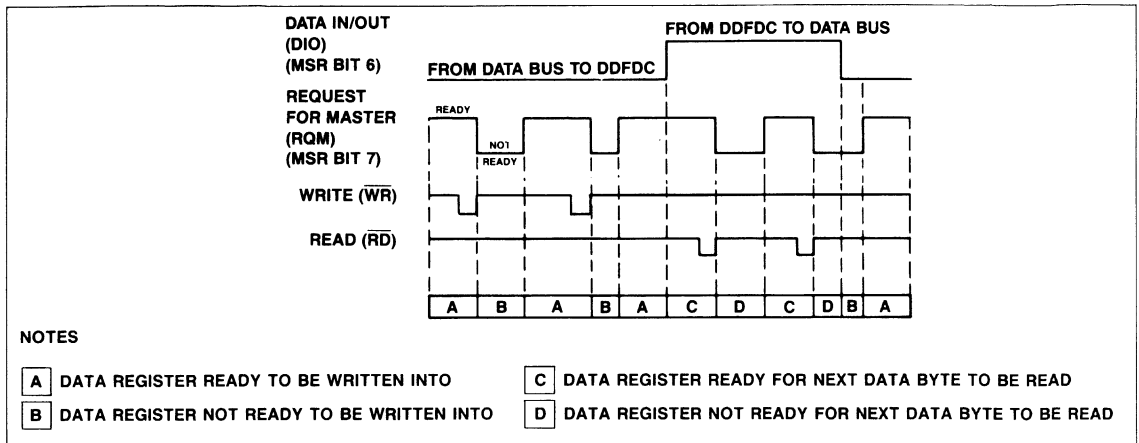 DATA IN/OUT
(DIO)
(MSR BIT 6)
FROM DATA BUS TO DDFDC
FROM DDFDC TO DATA BUS
REQUEST
FOR MASTER
(RQM)
(MSR BIT 7)
READY
NOT
READY
WRITE (WR)
READ (RD)
A B A B A C D C D B A
NOTES
A DATA REGISTER READY TO BE WRITTEN INTO
B DATA REGISTER NOT READY TO BE WRITTEN INTO
C DATA REGISTER READY FOR NEXT DATA BYTE TO BE READ
D DATA REGISTER NOT READY FOR NEXT DATA BYTE TO BE READ